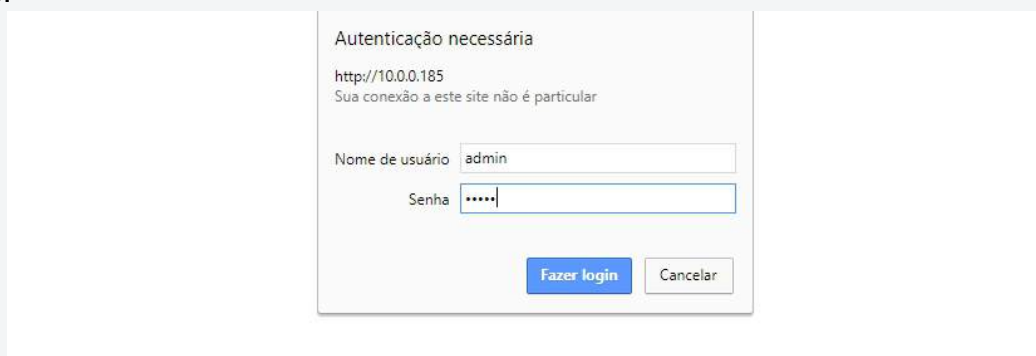 Autenticação necessária
http://10.0.0.185
Sua conexão a este site não é particular
Nome de usuário admin
Senha •••••
Fazer login Cancelar